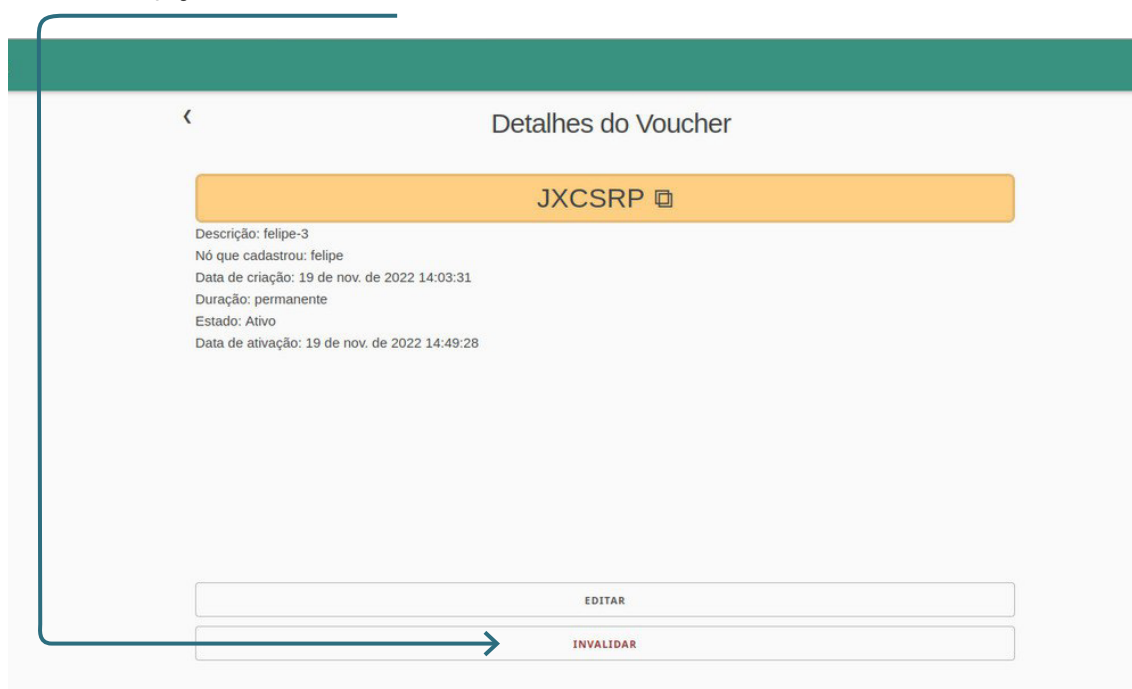 Detalhes do Voucher
JXCSRP
Descrição: felipe-3
Nó que cadastrou: felipe
Data de criação: 19 de nov. de 2022 14:03:31
Duração: permanente
Estado: Ativo
Data de ativação: 19 de nov. de 2022 14:49:28
EDITAR
INVALIDAR